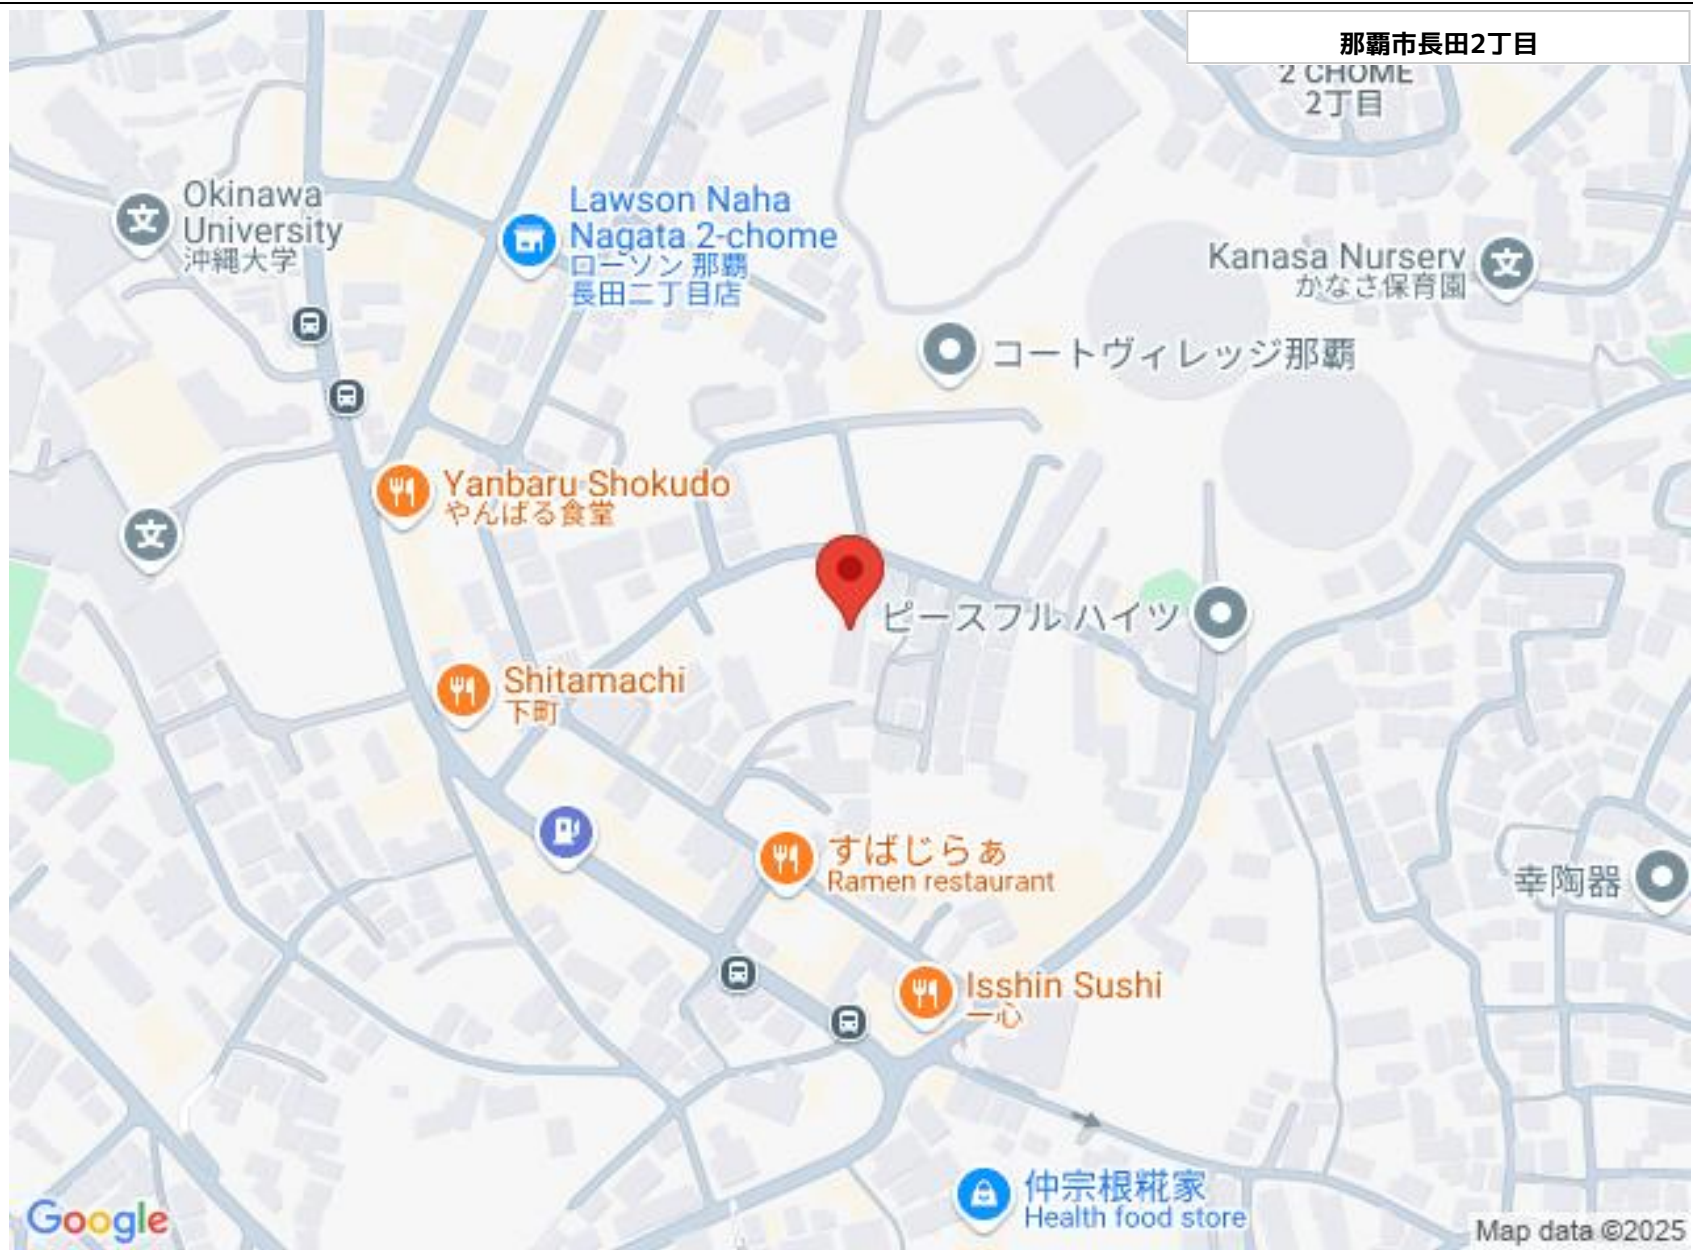 那覇市長田2丁目
2 CHOME
2丁目
Okinawa
University
沖縄大学
Lawson Naha
Nagata 2-chome
ローソン 那覇
長田二丁目店
Kanasa Nursery
かなさ保育園
コートヴィレッジ那覇
Yanbaru Shokudo
やんばる食堂
ピースフル ハイツ
Shitamachi
下町
すばじらぁ
Ramen restaurant
幸陶器
Isshin Sushi
一心
仲宗根糀家
Health food store
Google
Map data ©2025